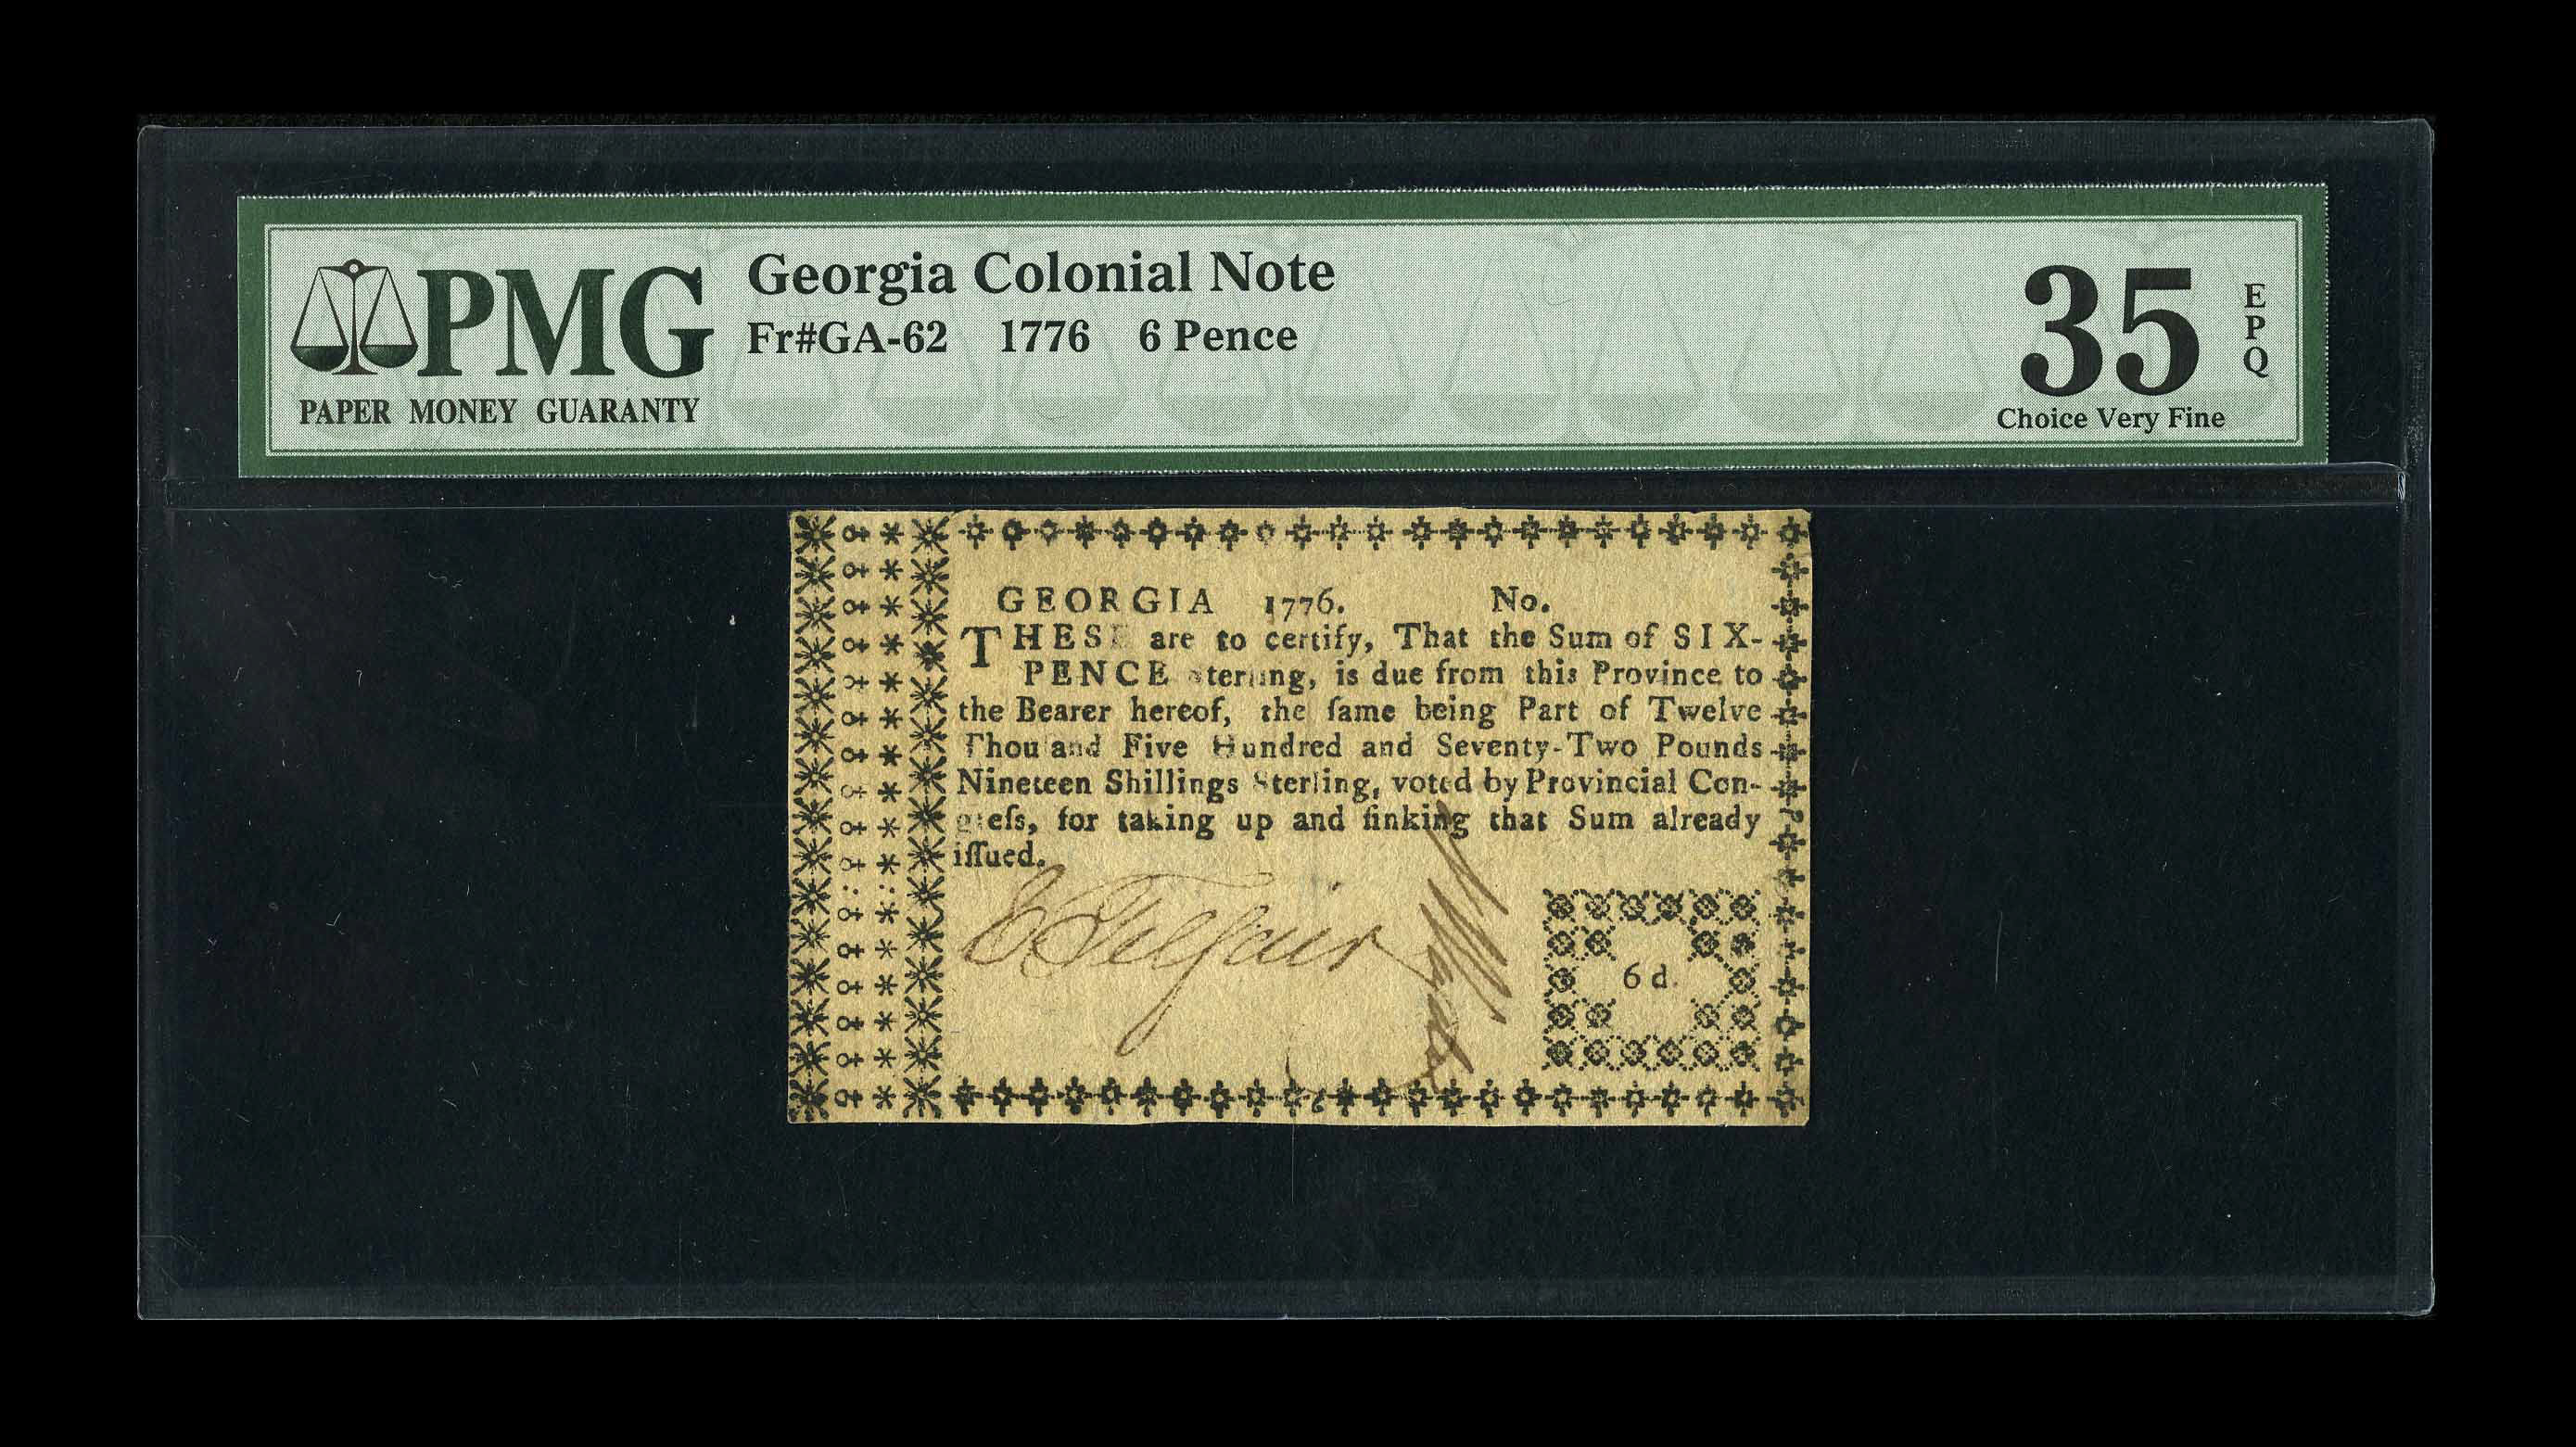 PMG
PAPER MONEY GUARANTY
Georgia Colonial Note
Fr#GA-62 1776 6 Pence
35
EPQ
Choice Very Fine
GEORGIA 1776. No.
THESE are to certify, That the Sum of SIX-
PENCE Sterling, is due from this Province to
the Bearer hereof, the ſame being Part of Twelve
Thouſand Five Hundred and Seventy-Two Pounds
Nineteen Shillings Sterling, voted by Provincial Con-
greſs, for taking up and ſinking that Sum already
iſſued.
E Telfair
6 d.